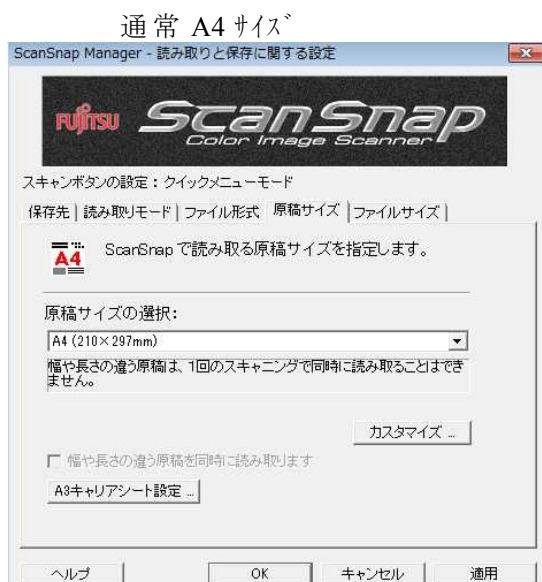 通常 A4 ｻｲｽﾞ
ScanSnap Manager - 読み取りと保存に関する設定
FUJITSU ScanSnap
Color Image Scanner
スキャンボタンの設定：クイックメニューモード
保存先 | 読み取りモード | ファイル形式 原稿サイズ | ファイルサイズ |
A4 ScanSnap で読み取る原稿サイズを指定します。
原稿サイズの選択：
A4 (210×297mm)
幅や長さの違う原稿は、1回のスキャニングで同時に読み取ることはでき
ません。
カスタマイズ ...
幅や長さの違う原稿を同時に読み取ります
A3キャリアシート設定 ...
ヘルプ OK キャンセル 適用